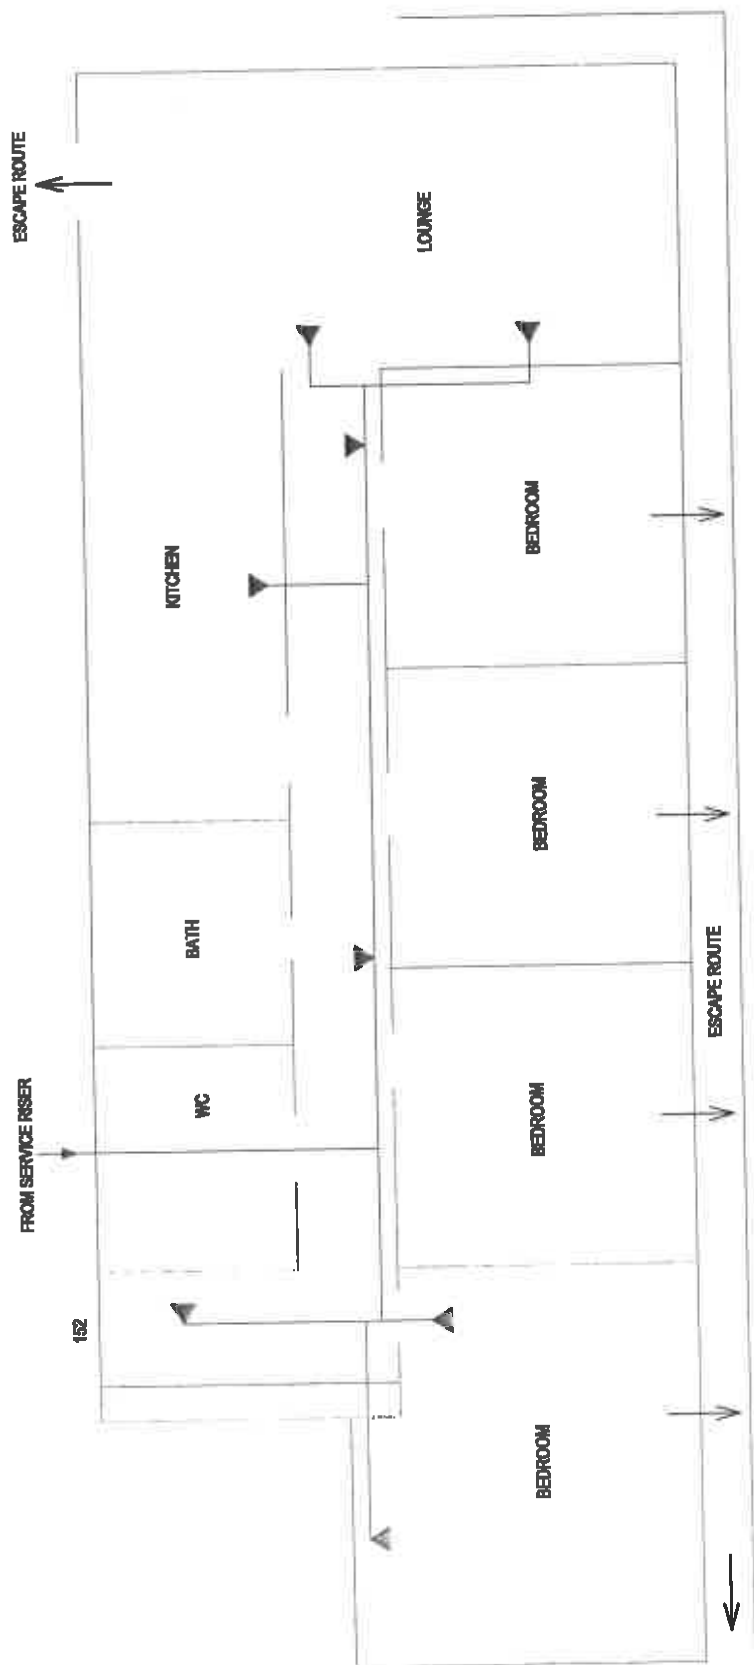 ESCAPE ROUTE
LOUNGE
KITCHEN
BEDROOM
BEDROOM
BATH
ESCAPE ROUTE
WC
BEDROOM
FROM SERVICE RISER
152
BEDROOM